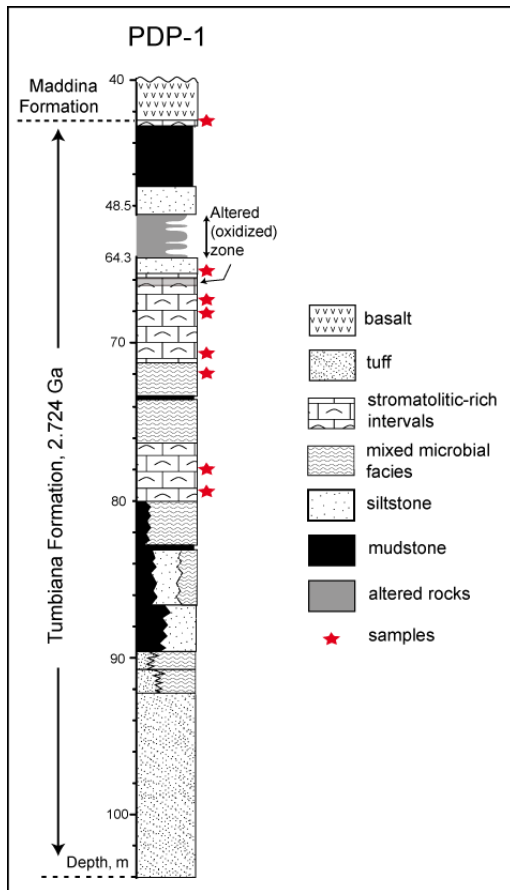 PDP-1
Maddina
Formation
40
48.5
64.3
70
80
90
100
Depth, m
Altered
(oxidized)
zone
Tumbiana Formation, 2.724 Ga
basalt
tuff
stromatolitic-rich
intervals
mixed microbial
facies
siltstone
mudstone
altered rocks
samples